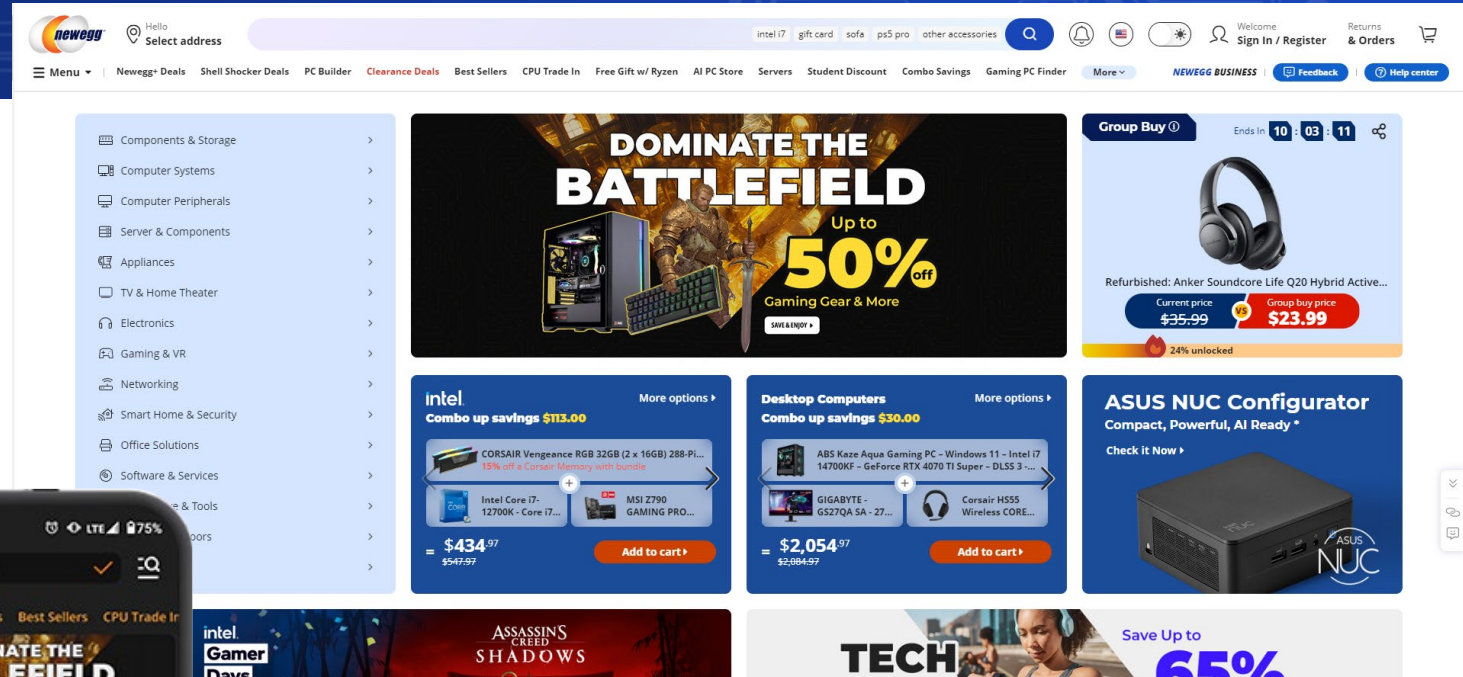 newegg
Hello
Select address
intel i7 gift card sofa ps5 pro other accessories
Welcome
Sign In / Register
Returns
& Orders
Menu
Newegg+ Deals Shell Shocker Deals PC Builder Clearance Deals Best Sellers CPU Trade In Free Gift w/ Ryzen AI PC Store Servers Student Discount Combo Savings Gaming PC Finder More
NEWEGG BUSINESS
Feedback
Help center
Components & Storage
Computer Systems
Computer Peripherals
Server & Components
Appliances
TV & Home Theater
Electronics
Gaming & VR
Networking
Smart Home & Security
Office Solutions
Software & Services
& Tools
DOMINATE THE
BATTLEFIELD
Up to
50% off
Gaming Gear & More
SAVE & ENJOY
Group Buy
Ends In 10 : 03 : 11
Refurbished: Anker Soundcore Life Q20 Hybrid Active...
Current price
$35.99
VS
Group buy price
$23.99
24% unlocked
intel.
More options
Combo up savings $113.00
CORSAIR Vengeance RGB 32GB (2 x 16GB) 288-Pi...
15% off a Corsair Memory with bundle
+
Intel Core i7-
12700K - Core i7...
MSI Z790
GAMING PRO...
= $434.97
$547.97
Add to cart
Desktop Computers
More options
Combo up savings $30.00
ABS Kaze Aqua Gaming PC – Windows 11 – Intel i7
14700KF – GeForce RTX 4070 TI Super – DLSS 3 -...
+
GIGABYTE -
GS27QA SA - 27...
Corsair HS55
Wireless CORE...
= $2,054.97
$2,084.97
Add to cart
ASUS NUC Configurator
Compact, Powerful, AI Ready *
Check it Now
NUC
ASUS
NUC
LTE 75%
Best Sellers CPU Trade In
NATE THE
EFIELD
intel.
Gamer
Days
ASSASSIN'S
CREED
SHADOWS
TECH
Save Up to
65%